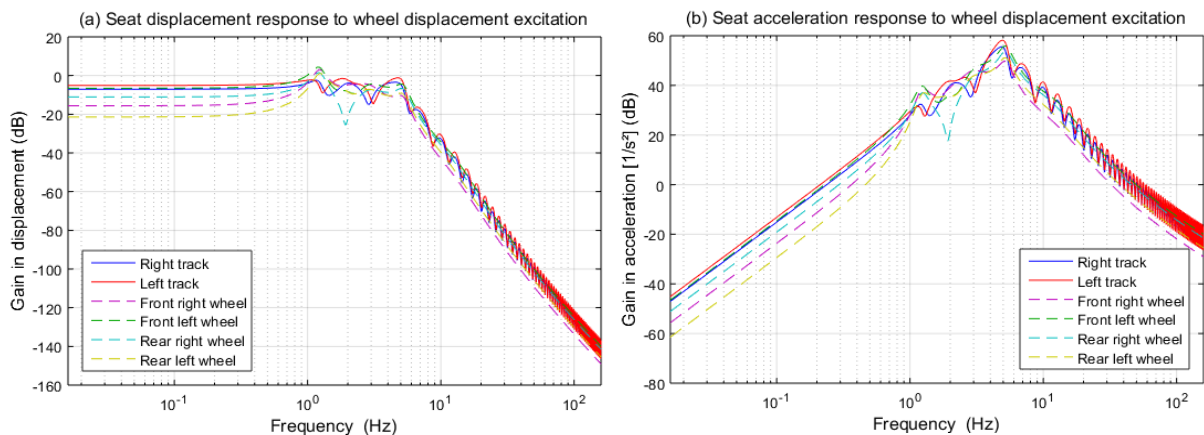 (a) Seat displacement response to wheel displacement excitation
Gain in displacement (dB)
20
0
-20
-40
-60
-80
-100
-120
-140
-160
Right track
Left track
Front right wheel
Front left wheel
Rear right wheel
Rear left wheel
10-1
100
101
102
Frequency (Hz)
(b) Seat acceleration response to wheel displacement excitation
Gain in acceleration [1/s²] (dB)
60
40
20
0
-20
-40
-60
-80
Right track
Left track
Front right wheel
Front left wheel
Rear right wheel
Rear left wheel
10-1
100
101
102
Frequency (Hz)